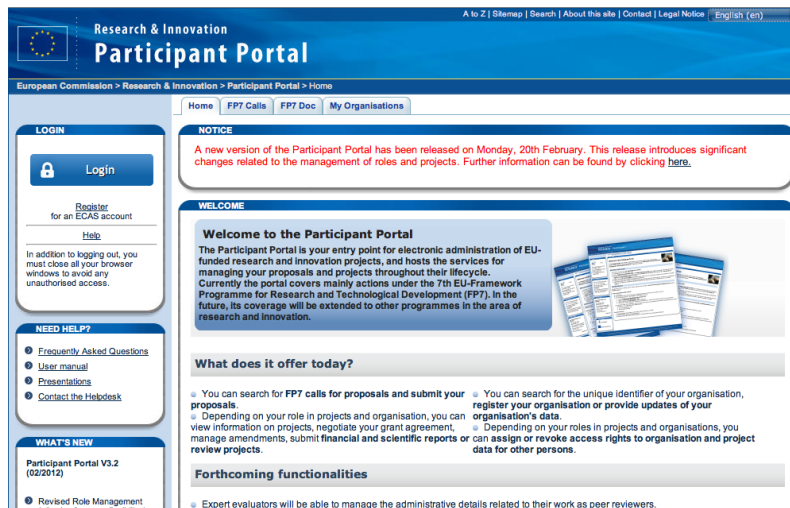 A to Z | Sitemap | Search | About this site | Contact | Legal Notice English (en)
Research & Innovation
Participant Portal
European Commission > Research & Innovation > Participant Portal > Home
Home FP7 Calls FP7 Doc My Organisations
LOGIN
Login
Register
for an ECAS account
Help
In addition to logging out, you
must close all your browser
windows to avoid any
unauthorised access.
NEED HELP?
Frequently Asked Questions
User manual
Presentations
Contact the Helpdesk
WHAT'S NEW
Participant Portal V3.2
(02/2012)
Revised Role Management
NOTICE
A new version of the Participant Portal has been released on Monday, 20th February. This release introduces significant
changes related to the management of roles and projects. Further information can be found by clicking here.
WELCOME
Welcome to the Participant Portal
The Participant Portal is your entry point for electronic administration of EU-
funded research and innovation projects, and hosts the services for
managing your proposals and projects throughout their lifecycle.
Currently the portal covers mainly actions under the 7th EU-Framework
Programme for Research and Technological Development (FP7). In the
future, its coverage will be extended to other programmes in the area of
research and innovation.
What does it offer today?
You can search for FP7 calls for proposals and submit your
proposals.
Depending on your role in projects and organisation, you can
view information on projects, negotiate your grant agreement,
manage amendments, submit financial and scientific reports or
review projects.
You can search for the unique identifier of your organisation,
register your organisation or provide updates of your
organisation's data.
Depending on your roles in projects and organisations, you
can assign or revoke access rights to organisation and project
data for other persons.
Forthcoming functionalities
Expert evaluators will be able to manage the administrative details related to their work as peer reviewers.